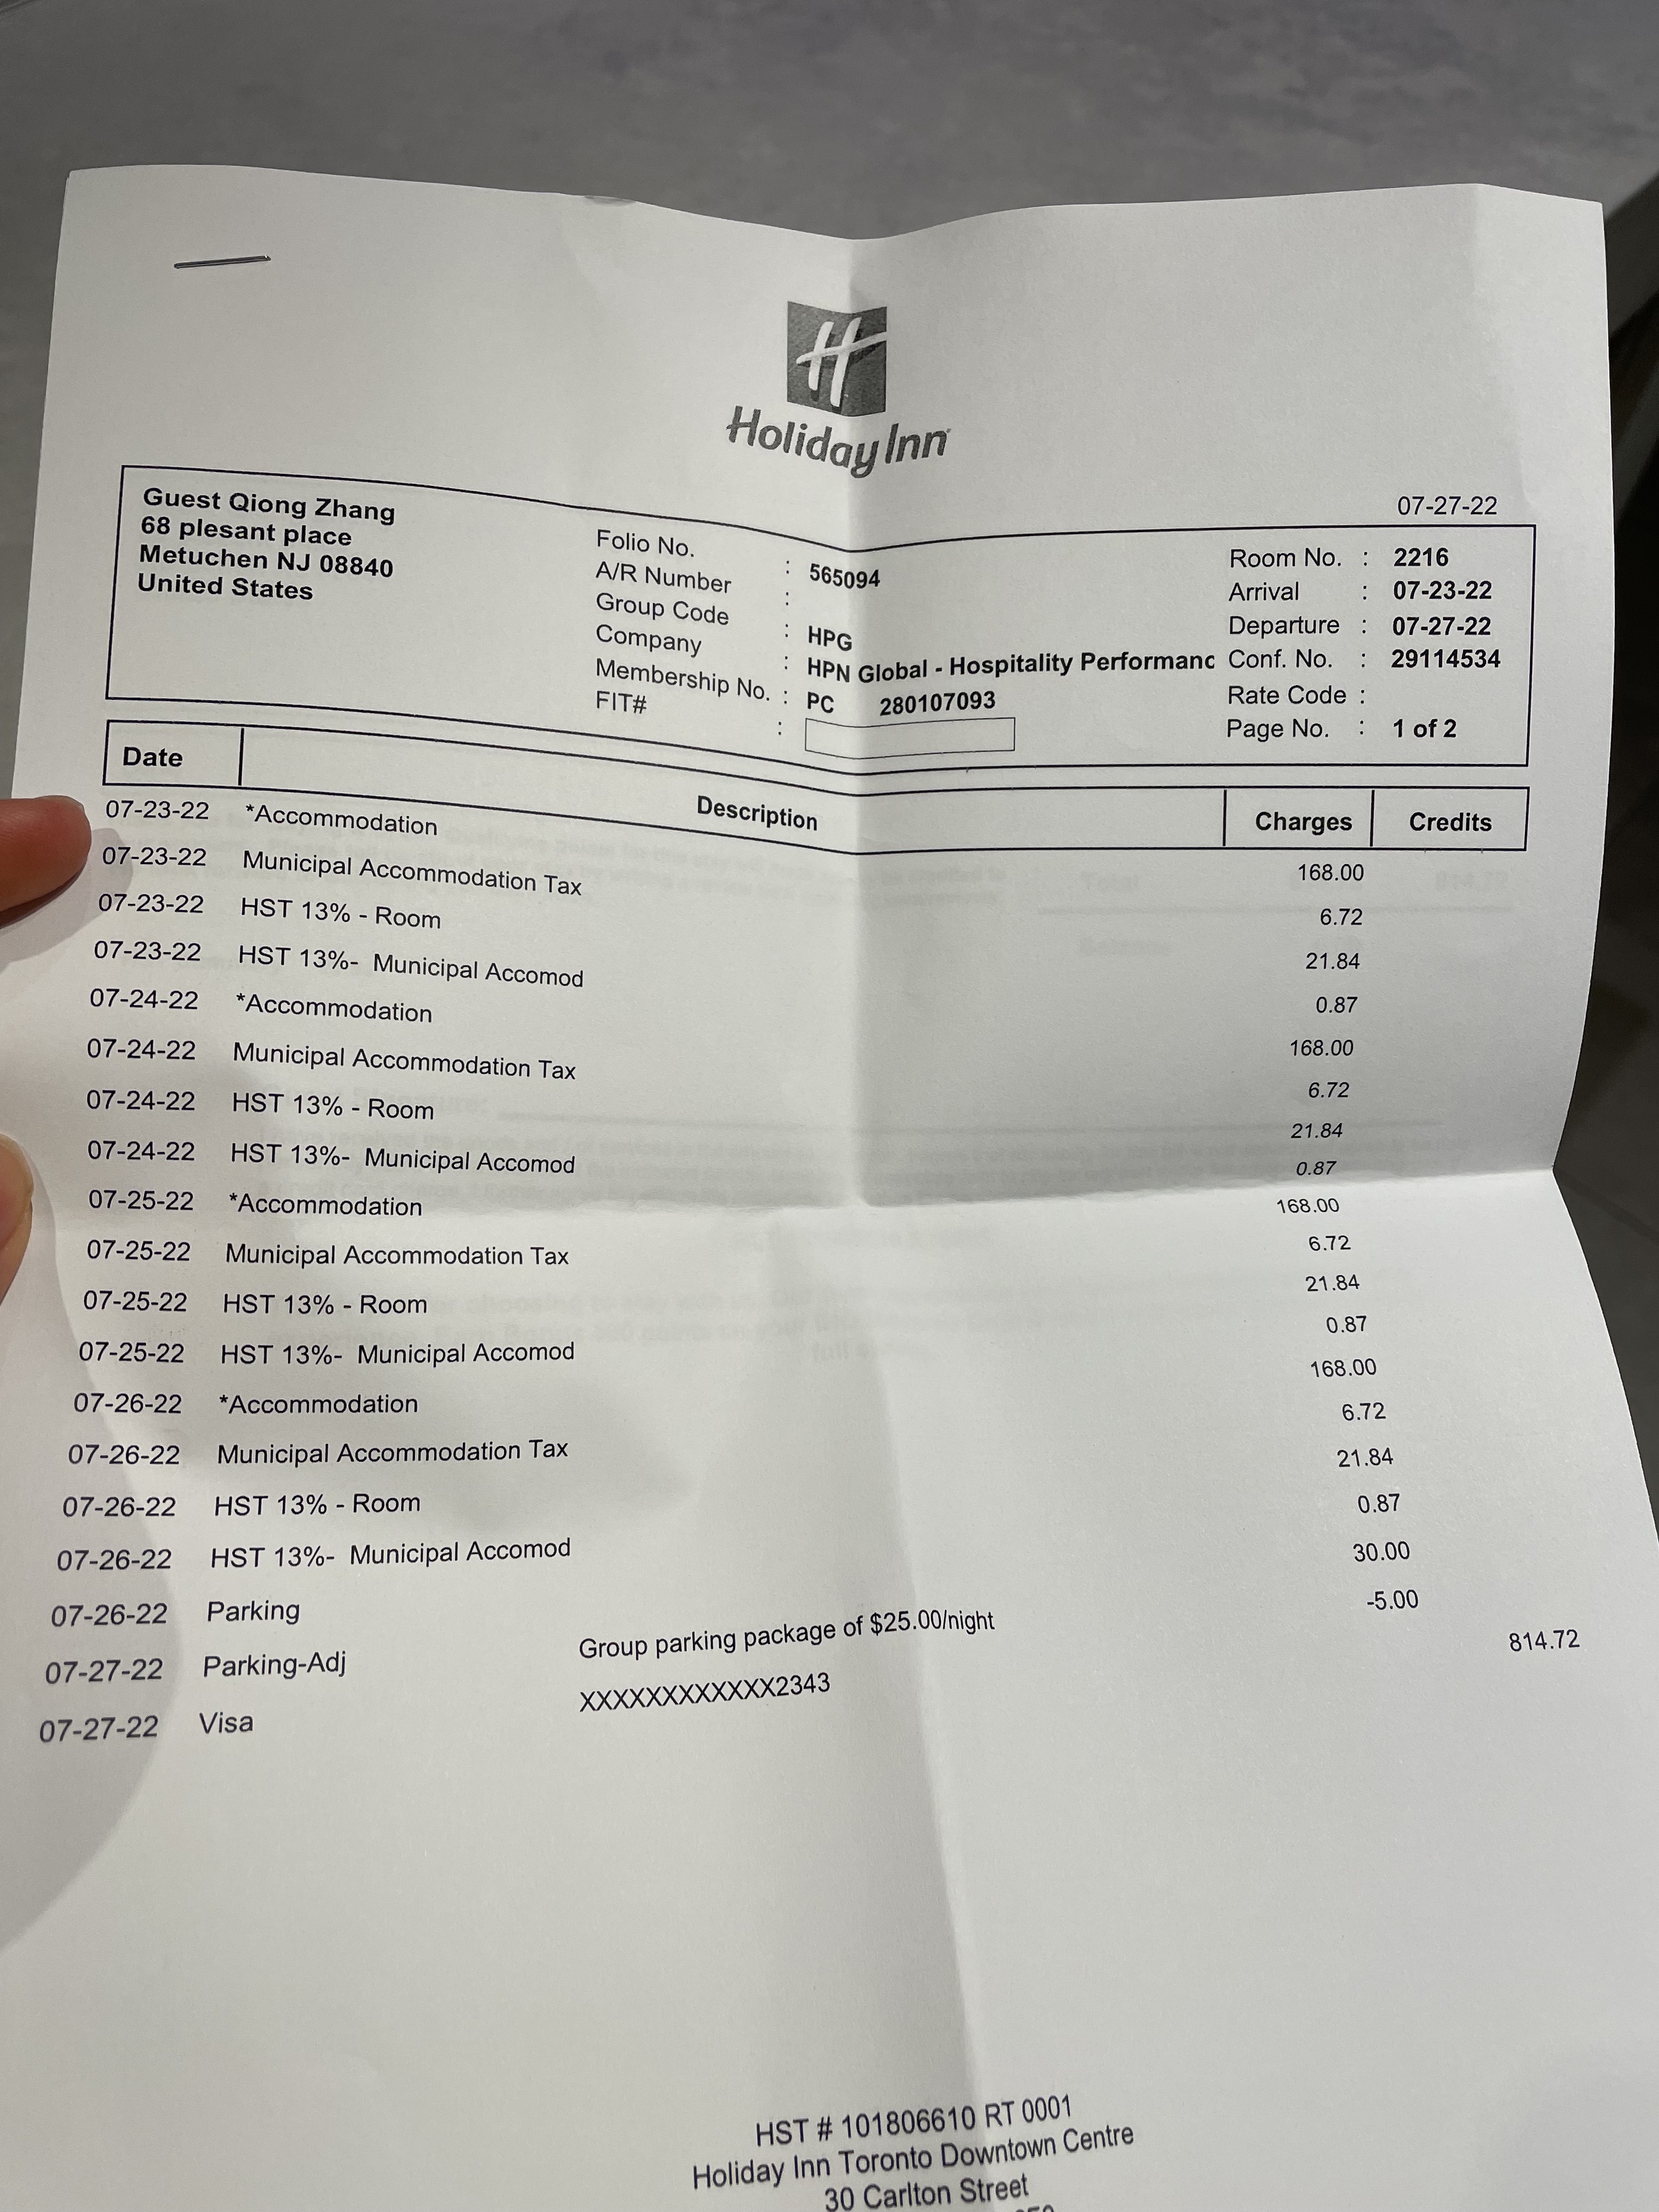 Holiday Inn
07-27-22
Guest Qiong Zhang
68 plesant place
Metuchen NJ 08840
United States
Folio No. : 565094
A/R Number :
Group Code : HPG
Company : HPN Global - Hospitality Performanc
Membership No. : PC 280107093
FIT# :
Room No. : 2216
Arrival : 07-23-22
Departure : 07-27-22
Conf. No. : 29114534
Rate Code :
Page No. : 1 of 2
Date Description Charges Credits
07-23-22 *Accommodation 168.00
07-23-22 Municipal Accommodation Tax 6.72
07-23-22 HST 13% - Room 21.84
07-23-22 HST 13%- Municipal Accomod 0.87
07-24-22 *Accommodation 168.00
07-24-22 Municipal Accommodation Tax 6.72
07-24-22 HST 13% - Room 21.84
07-24-22 HST 13%- Municipal Accomod 0.87
07-25-22 *Accommodation 168.00
07-25-22 Municipal Accommodation Tax 6.72
07-25-22 HST 13% - Room 21.84
07-25-22 HST 13%- Municipal Accomod 0.87
07-26-22 *Accommodation 168.00
07-26-22 Municipal Accommodation Tax 6.72
07-26-22 HST 13% - Room 21.84
07-26-22 HST 13%- Municipal Accomod 0.87
07-26-22 Parking 30.00
07-27-22 Parking-Adj Group parking package of $25.00/night -5.00
07-27-22 Visa XXXXXXXXXXXX2343 814.72
HST # 101806610 RT 0001
Holiday Inn Toronto Downtown Centre
30 Carlton Street